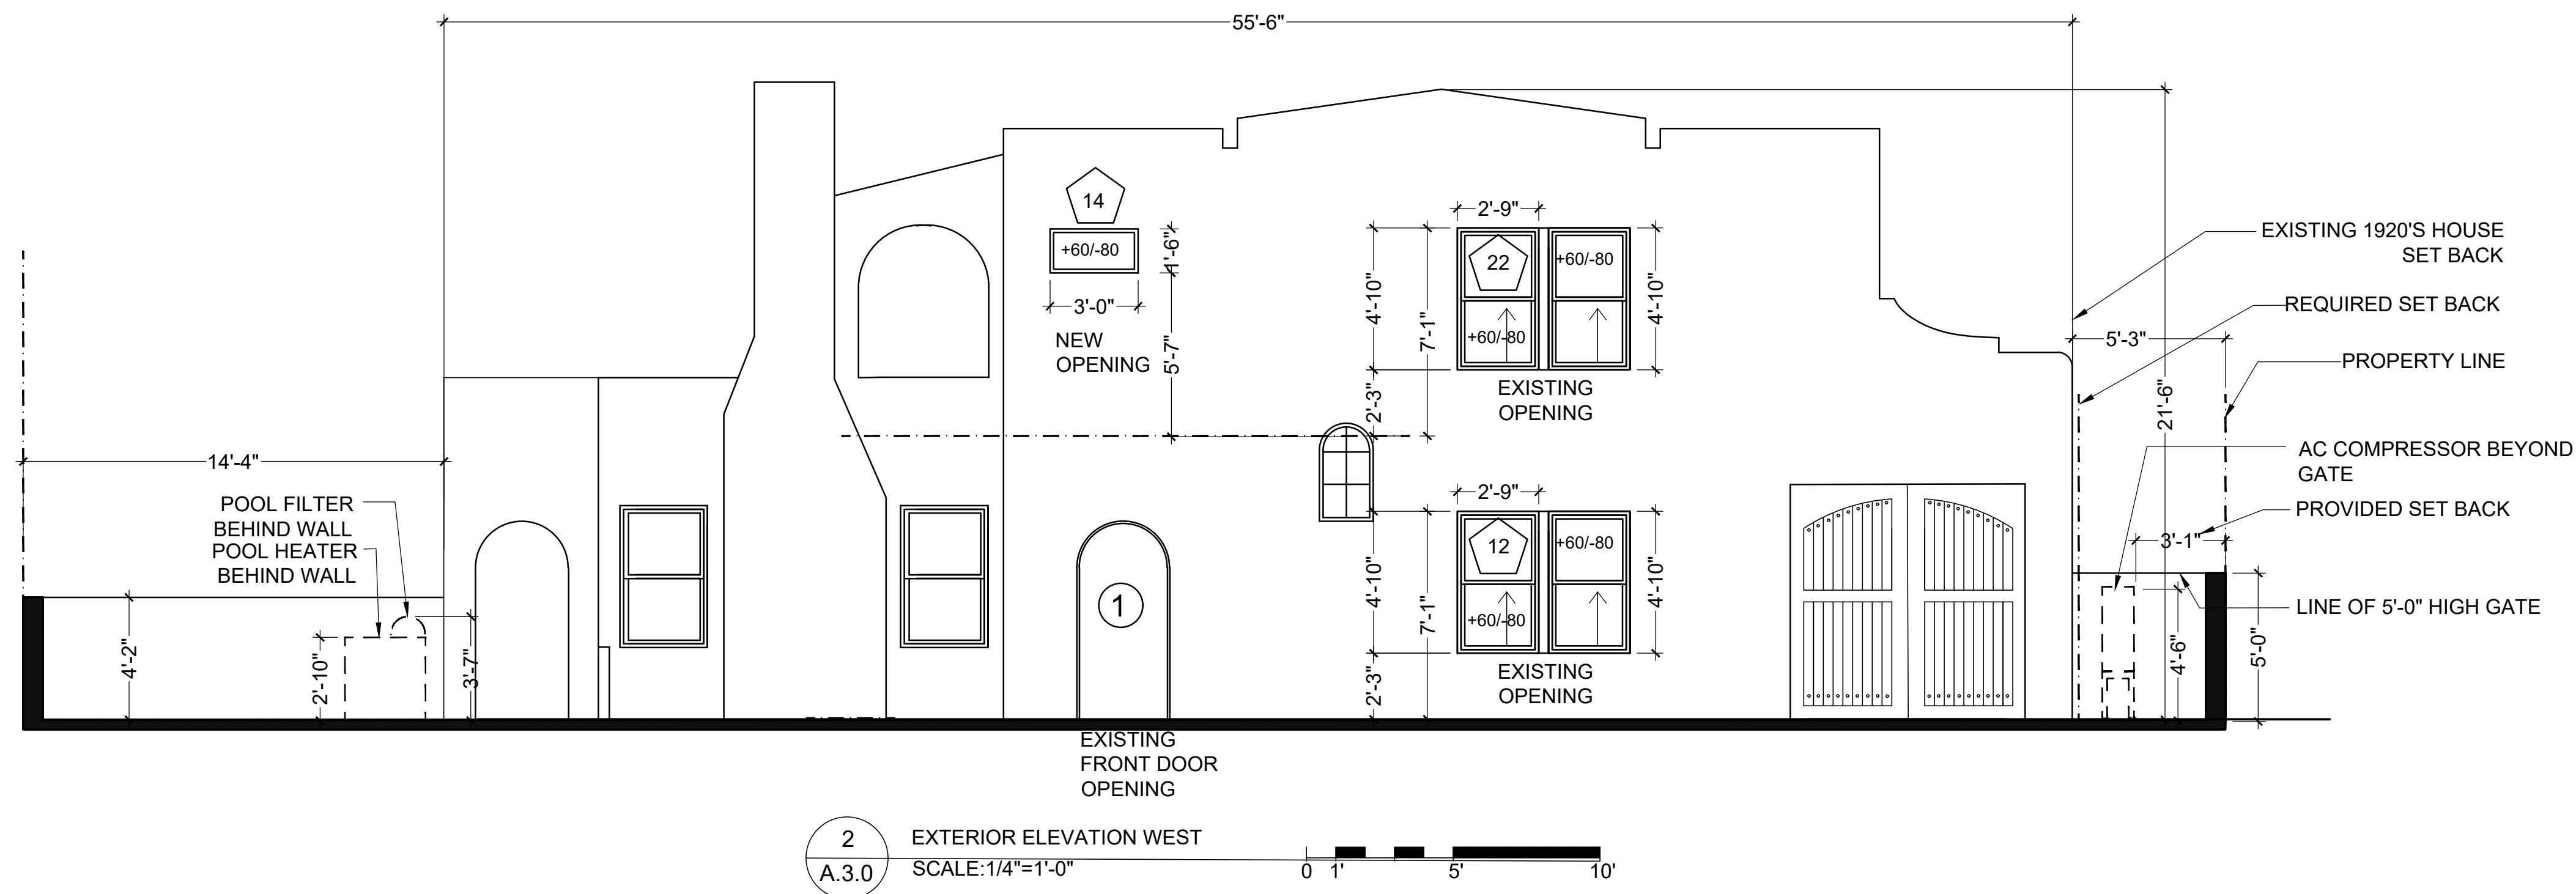 55'-6"
14
+60/-80
1'-6"
3'-0"
NEW
OPENING
5'-7"
2'-9"
22
+60/-80
+60/-80
4'-10"
7'-1"
4'-10"
2'-3"
EXISTING
OPENING
EXISTING 1920'S HOUSE
SET BACK
REQUIRED SET BACK
5'-3"
PROPERTY LINE
21'-6"
AC COMPRESSOR BEYOND
GATE
PROVIDED SET BACK
3'-1"
LINE OF 5'-0" HIGH GATE
4'-6"
5'-0"
14'-4"
POOL FILTER
BEHIND WALL
POOL HEATER
BEHIND WALL
4'-2"
2'-10"
3'-7"
1
2'-9"
12
+60/-80
+60/-80
4'-10"
7'-1"
4'-10"
2'-3"
EXISTING
OPENING
EXISTING
FRONT DOOR
OPENING
2
A.3.0
EXTERIOR ELEVATION WEST
SCALE:1/4"=1'-0"
0 1' 5' 10'